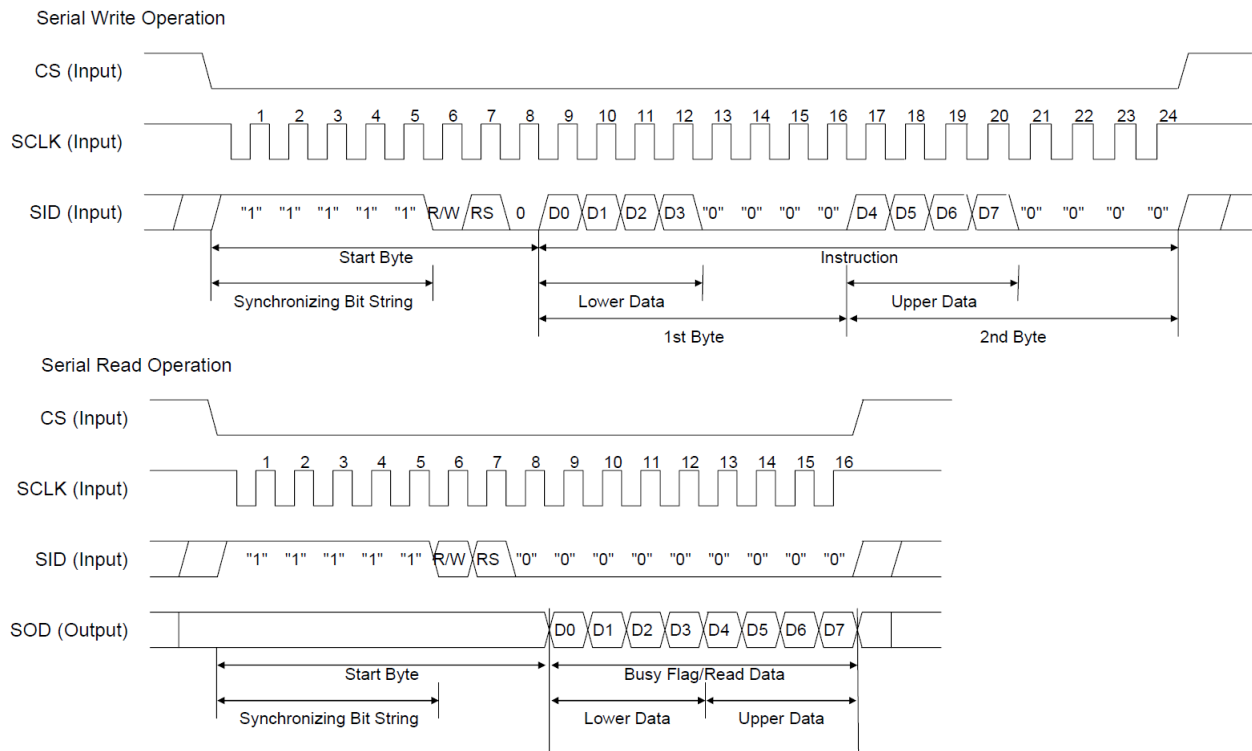 Serial Write Operation
CS (Input)
1 2 3 4 5 6 7 8 9 10 11 12 13 14 15 16 17 18 19 20 21 22 23 24
SCLK (Input)
SID (Input) "1" "1" "1" "1" "1" R/W RS 0 D0 D1 D2 D3 "0" "0" "0" "0" D4 D5 D6 D7 "0" "0" "0' "0"
Start Byte Instruction
Synchronizing Bit String Lower Data Upper Data
1st Byte 2nd Byte
Serial Read Operation
CS (Input)
1 2 3 4 5 6 7 8 9 10 11 12 13 14 15 16
SCLK (Input)
SID (Input) "1" "1" "1" "1" "1" R/W RS "0" "0" "0" "0" "0" "0" "0" "0" "0"
SOD (Output) D0 D1 D2 D3 D4 D5 D6 D7
Start Byte Busy Flag/Read Data
Synchronizing Bit String Lower Data Upper Data